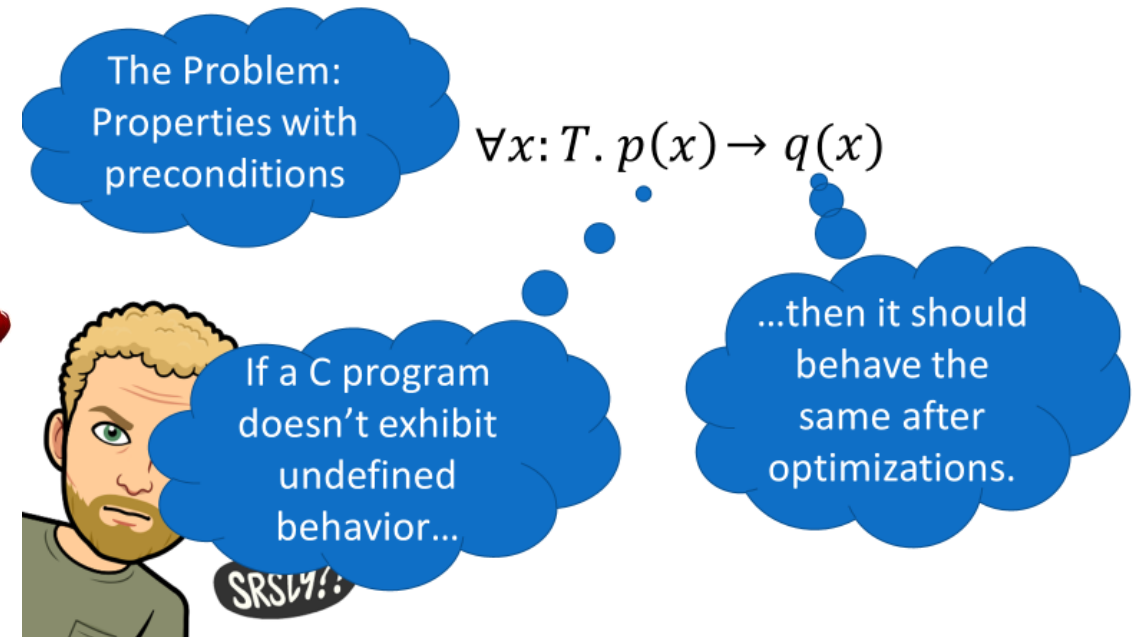 The Problem:
Properties with
preconditions
∀x: T. p(x) → q(x)
If a C program
doesn't exhibit
undefined
behavior…
…then it should
behave the
same after
optimizations.
SRSLY?!